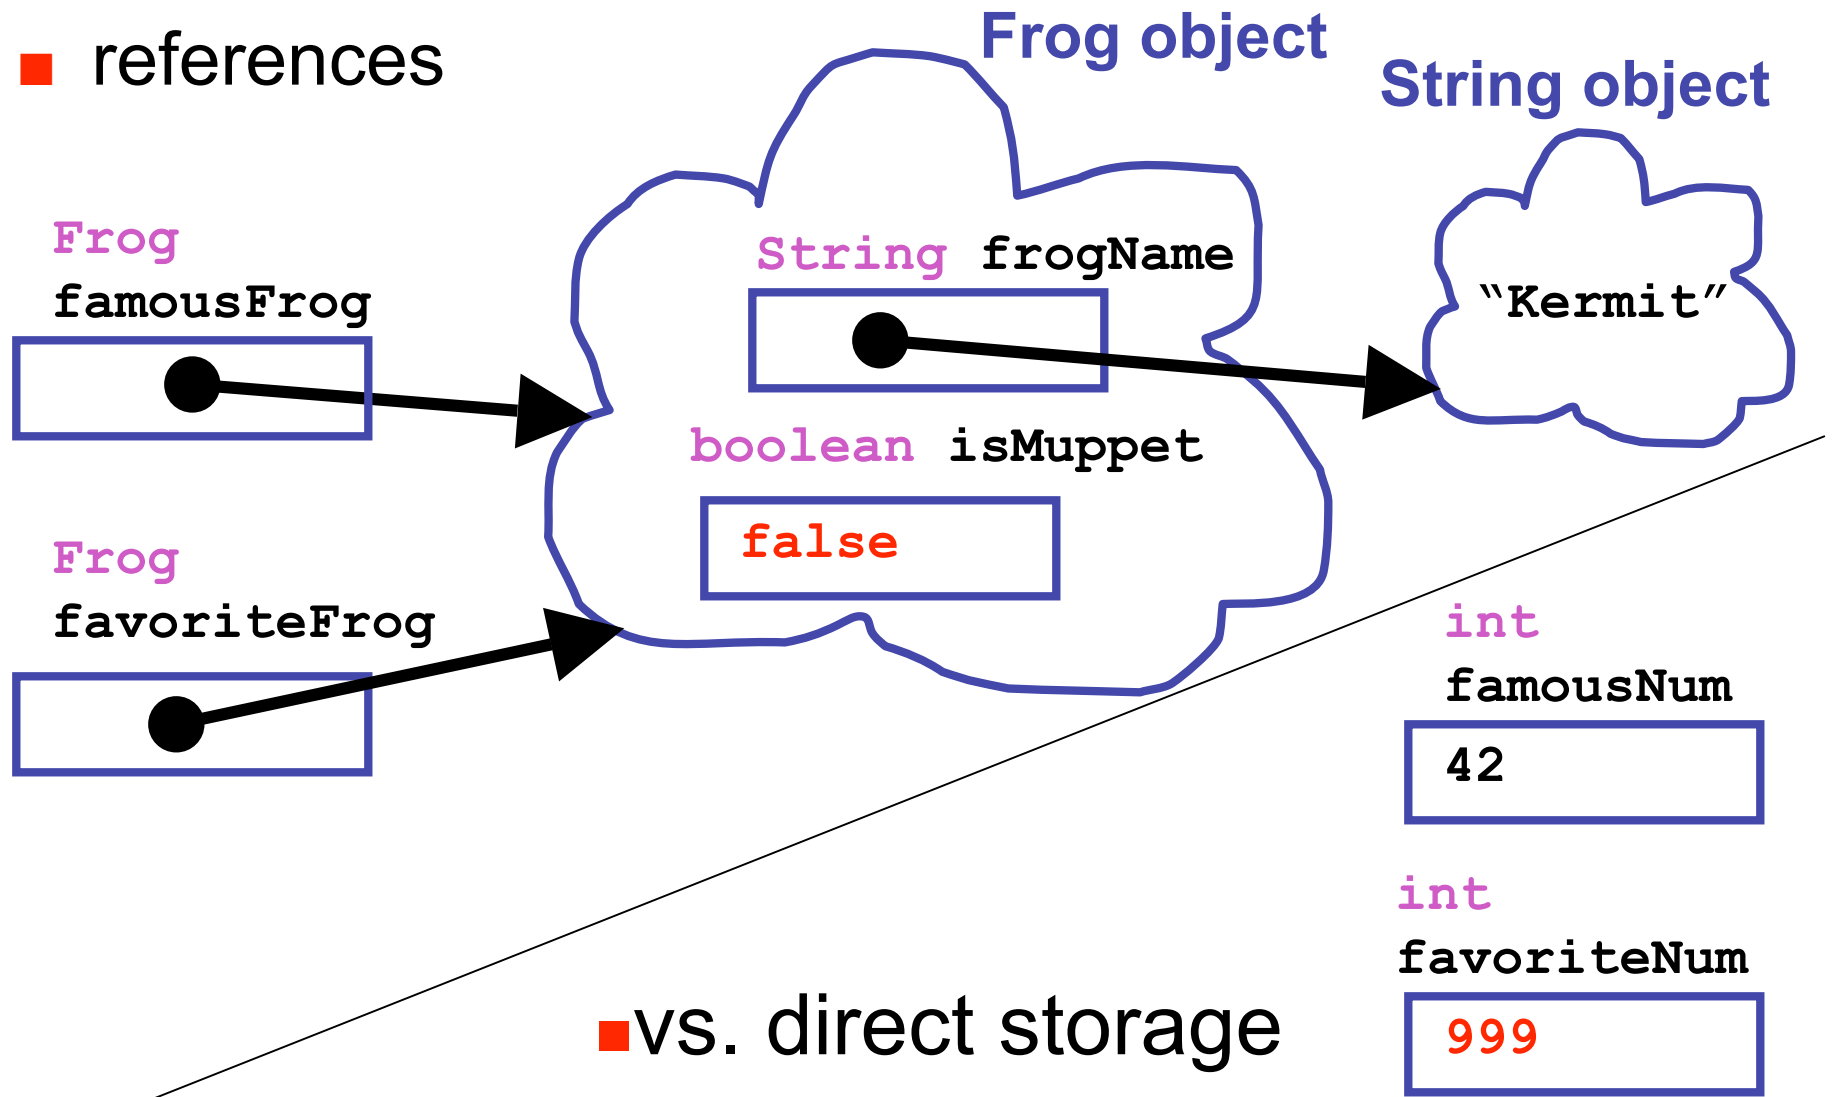 ■ references
Frog object
String object
Frog
famousFrog
String frogName
“Kermit”
boolean isMuppet
false
Frog
favoriteFrog
int
famousNum
42
int
favoriteNum
999
■vs. direct storage